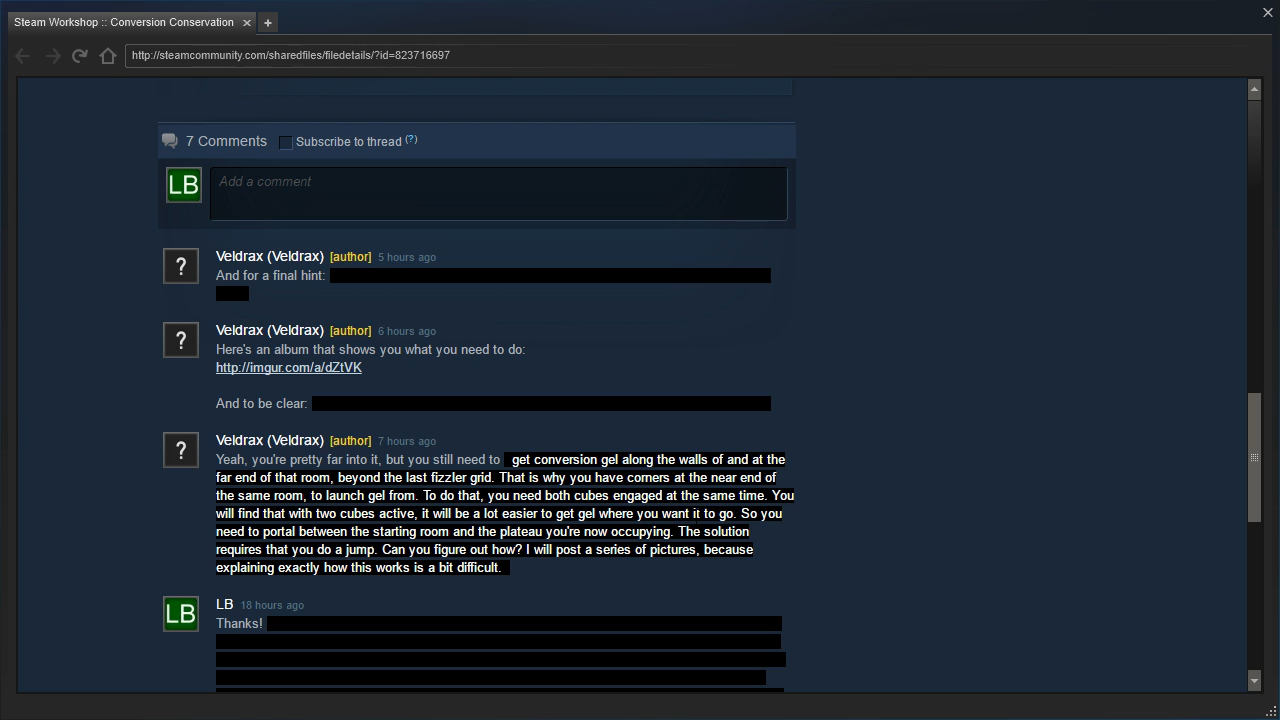 Steam Workshop :: Conversion Conservation
http://steamcommunity.com/sharedfiles/filedetails/?id=823716697
7 Comments Subscribe to thread (?)
LB Add a comment
? Veldrax (Veldrax) [author] 5 hours ago
And for a final hint:
? Veldrax (Veldrax) [author] 6 hours ago
Here's an album that shows you what you need to do:
http://imgur.com/a/dZtVK
And to be clear:
? Veldrax (Veldrax) [author] 7 hours ago
Yeah, you're pretty far into it, but you still need to get conversion gel along the walls of and at the
far end of that room, beyond the last fizzler grid. That is why you have corners at the near end of
the same room, to launch gel from. To do that, you need both cubes engaged at the same time. You
will find that with two cubes active, it will be a lot easier to get gel where you want it to go. So you
need to portal between the starting room and the plateau you're now occupying. The solution
requires that you do a jump. Can you figure out how? I will post a series of pictures, because
explaining exactly how this works is a bit difficult.
LB LB 18 hours ago
Thanks!